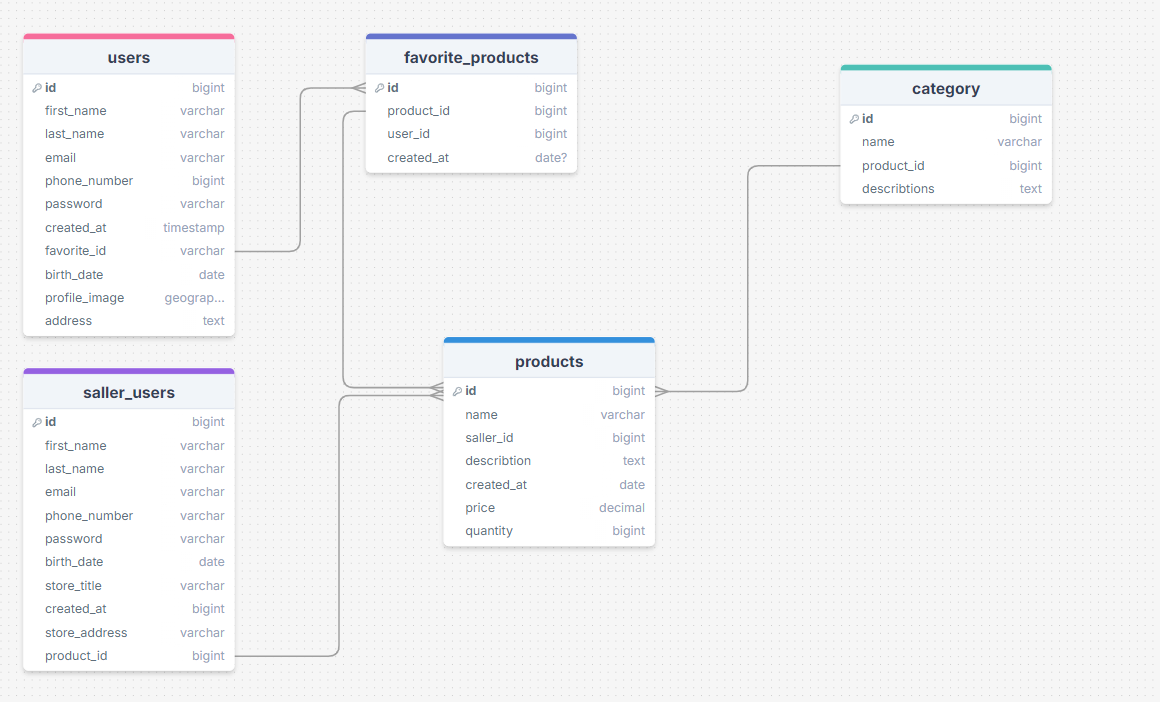 users
id bigint
first_name varchar
last_name varchar
email varchar
phone_number bigint
password varchar
created_at timestamp
favorite_id varchar
birth_date date
profile_image geograp...
address text
favorite_products
id bigint
product_id bigint
user_id bigint
created_at date?
category
id bigint
name varchar
product_id bigint
describtions text
saller_users
id bigint
first_name varchar
last_name varchar
email varchar
phone_number varchar
password varchar
birth_date date
store_title varchar
created_at bigint
store_address varchar
product_id bigint
products
id bigint
name varchar
saller_id bigint
describtion text
created_at date
price decimal
quantity bigint